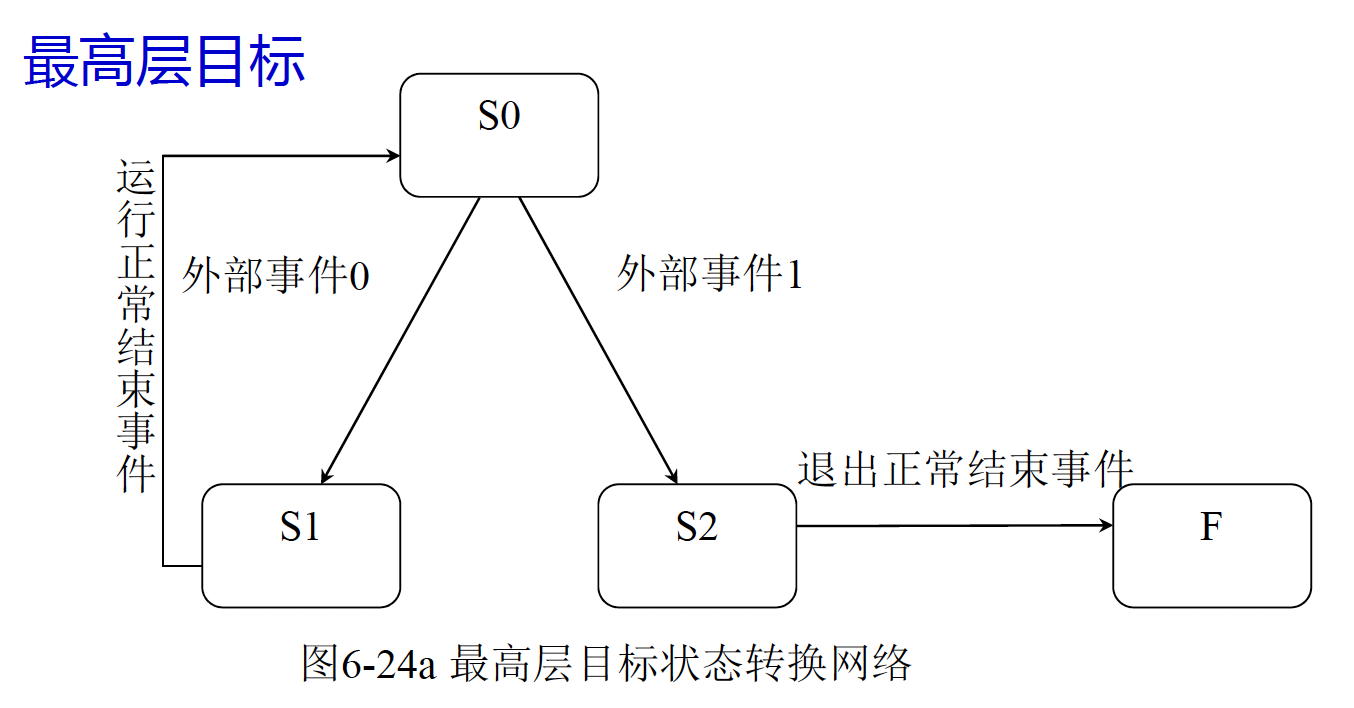 最高层目标
S0
运行正常结束事件
外部事件0
外部事件1
退出正常结束事件
S1
S2
F
图6-24a 最高层目标状态转换网络